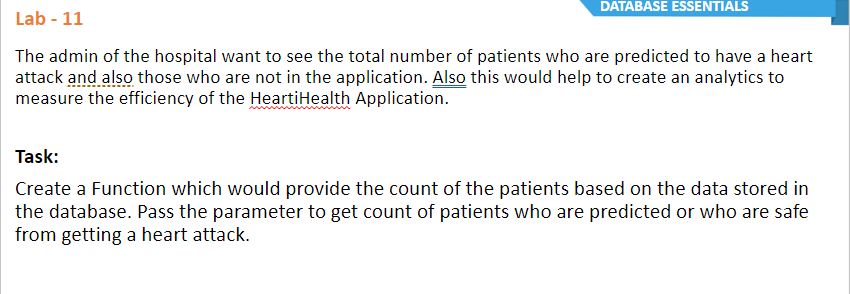 DATABASE ESSENTIALS
Lab - 11
The admin of the hospital want to see the total number of patients who are predicted to have a heart
attack and also those who are not in the application. Also this would help to create an analytics to
measure the efficiency of the HeartiHealth Application.
Task:
Create a Function which would provide the count of the patients based on the data stored in
the database. Pass the parameter to get count of patients who are predicted or who are safe
from getting a heart attack.